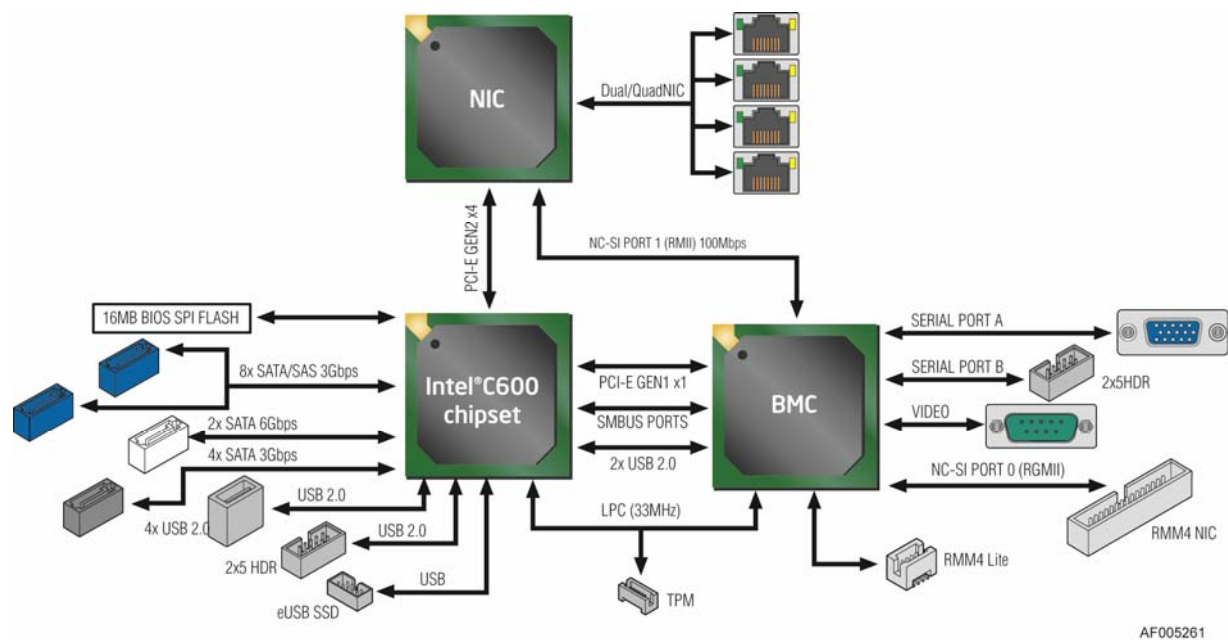 NIC
Dual/QuadNIC
PCI-E GEN2 x4
NC-SI PORT 1 (RMII) 100Mbps
16MB BIOS SPI FLASH
8x SATA/SAS 3Gbps
2x SATA 6Gbps
4x SATA 3Gbps
4x USB 2.0
USB 2.0
USB 2.0
2x5 HDR
USB
eUSB SSD
Intel®C600
chipset
PCI-E GEN1 x1
SMBUS PORTS
2x USB 2.0
LPC (33MHz)
TPM
BMC
SERIAL PORT A
SERIAL PORT B
2x5HDR
VIDEO
NC-SI PORT 0 (RGMII)
RMM4 NIC
RMM4 Lite
AF005261